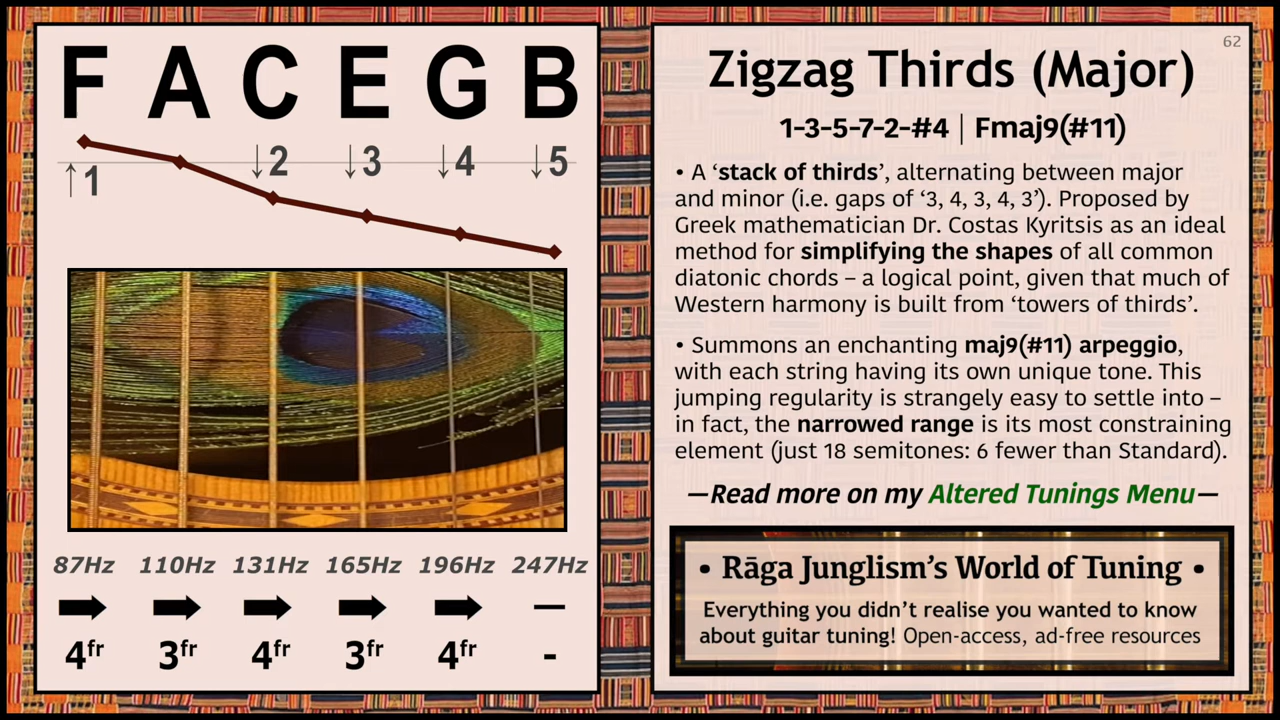 F A C E G B
↑1 ↓2 ↓3 ↓4 ↓5
87Hz 110Hz 131Hz 165Hz 196Hz 247Hz
➡ ➡ ➡ ➡ ➡ —
4fr 3fr 4fr 3fr 4fr -
62
Zigzag Thirds (Major)
1-3-5-7-2-#4 | Fmaj9(#11)
• A ‘stack of thirds’, alternating between major
and minor (i.e. gaps of ‘3, 4, 3, 4, 3’). Proposed by
Greek mathematician Dr. Costas Kyritsis as an ideal
method for simplifying the shapes of all common
diatonic chords – a logical point, given that much of
Western harmony is built from ‘towers of thirds’.
• Summons an enchanting maj9(#11) arpeggio,
with each string having its own unique tone. This
jumping regularity is strangely easy to settle into –
in fact, the narrowed range is its most constraining
element (just 18 semitones: 6 fewer than Standard).
—Read more on my Altered Tunings Menu—
• Rāga Junglism’s World of Tuning •
Everything you didn’t realise you wanted to know
about guitar tuning! Open-access, ad-free resources